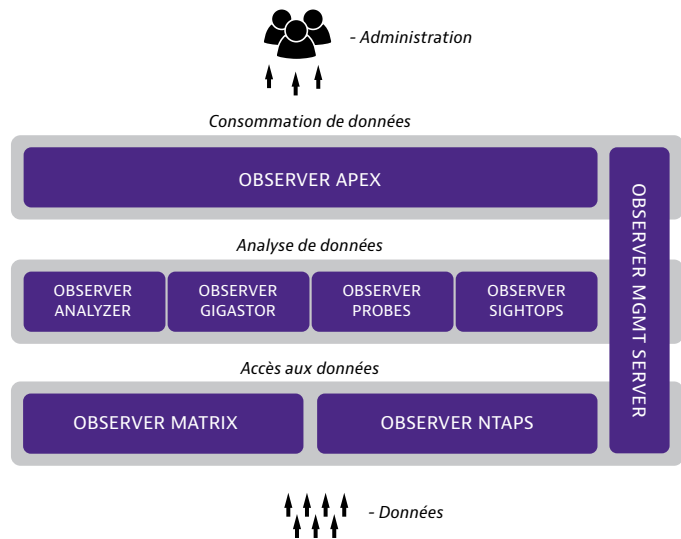 - Administration
Consommation de données
OBSERVER APEX
OBSERVER MGMT SERVER
Analyse de données
OBSERVER
ANALYZER
OBSERVER
GIGASTOR
OBSERVER
PROBES
OBSERVER
SIGHTOPS
Accès aux données
OBSERVER MATRIX
OBSERVER NTAPS
- Données